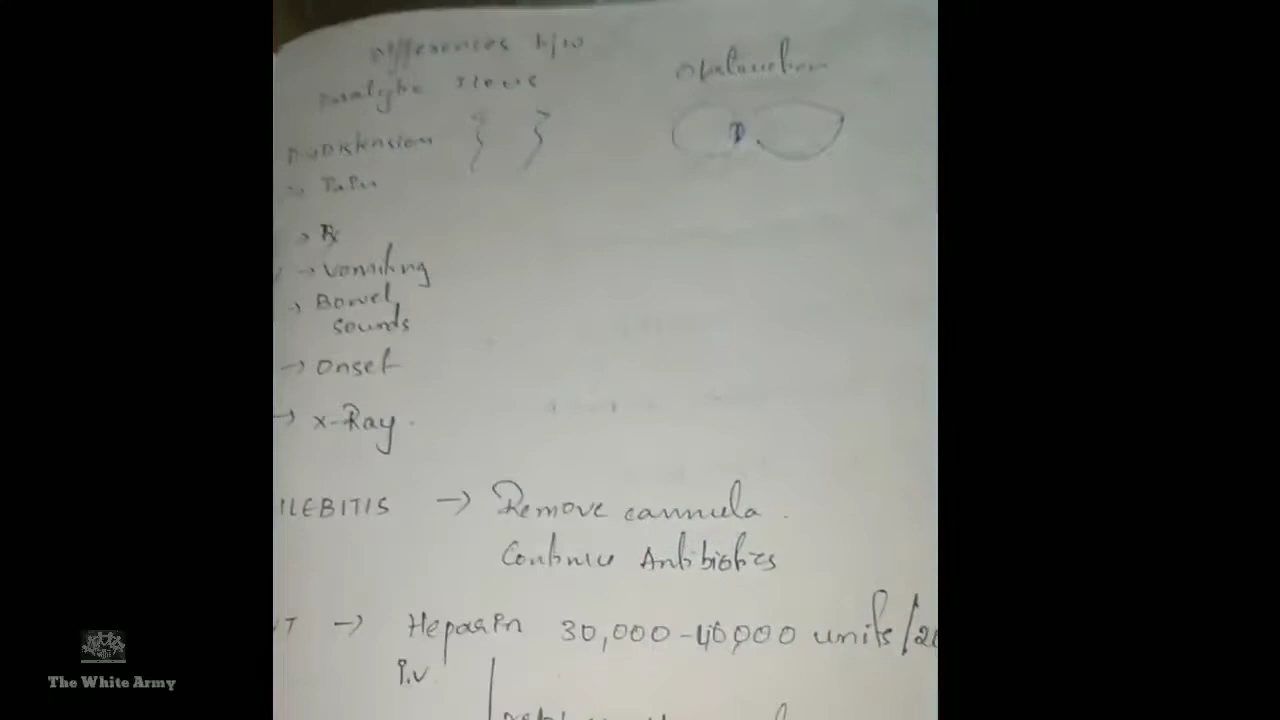 Differences b/w
Paralytic Ileus
Distension
Pain
→ Rx
→ Vomiting
→ Bowel
sounds
→ Onset
→ X-Ray.
ILEBITIS → Remove cannula.
Continue Antibiotics
T → Heparin 30,000-40,000 units/2
I.V
The White Army